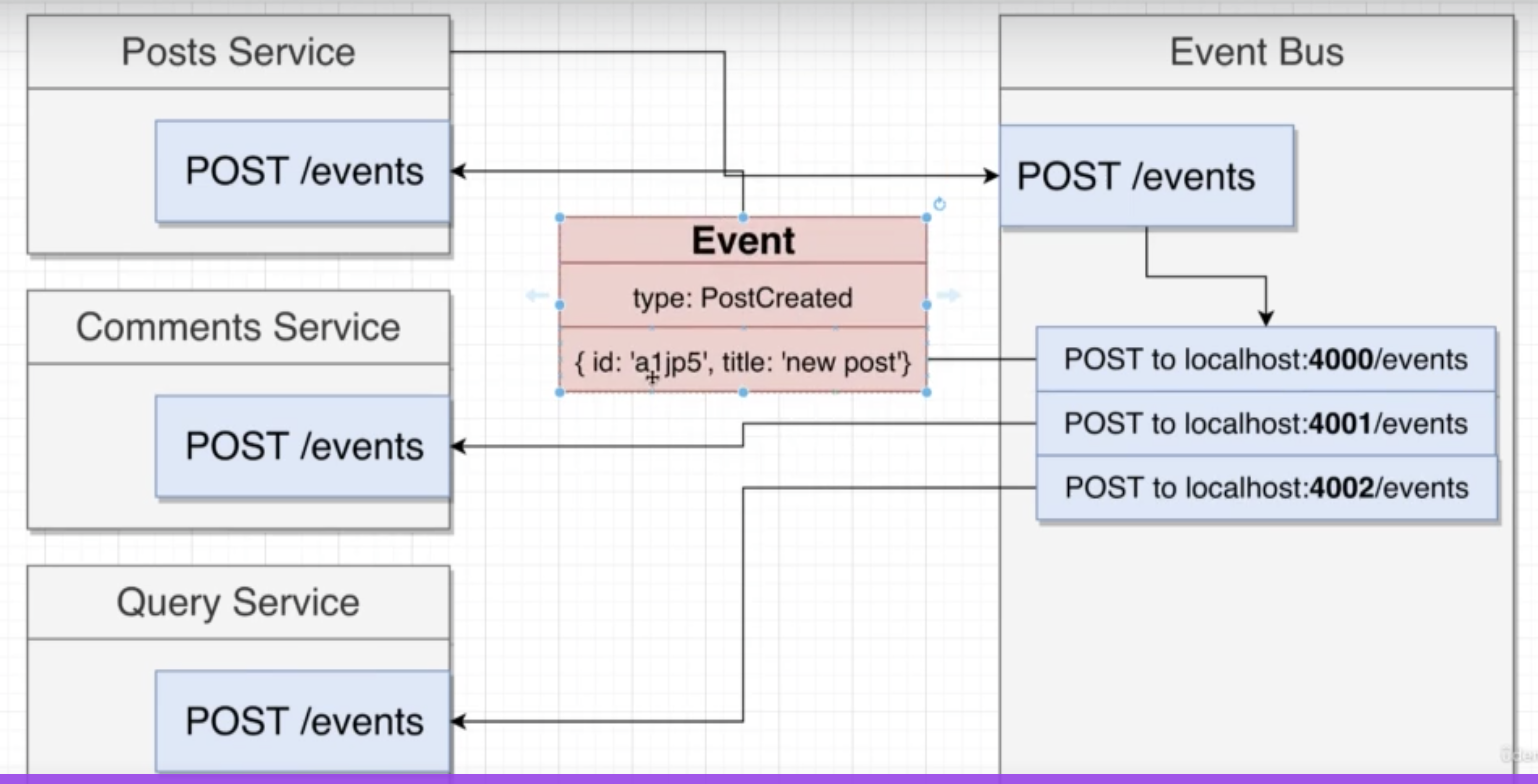 Posts Service
POST /events
Comments Service
POST /events
Query Service
POST /events
Event
type: PostCreated
{ id: 'a1jp5', title: 'new post'}
Event Bus
POST /events
POST to localhost:4000/events
POST to localhost:4001/events
POST to localhost:4002/events